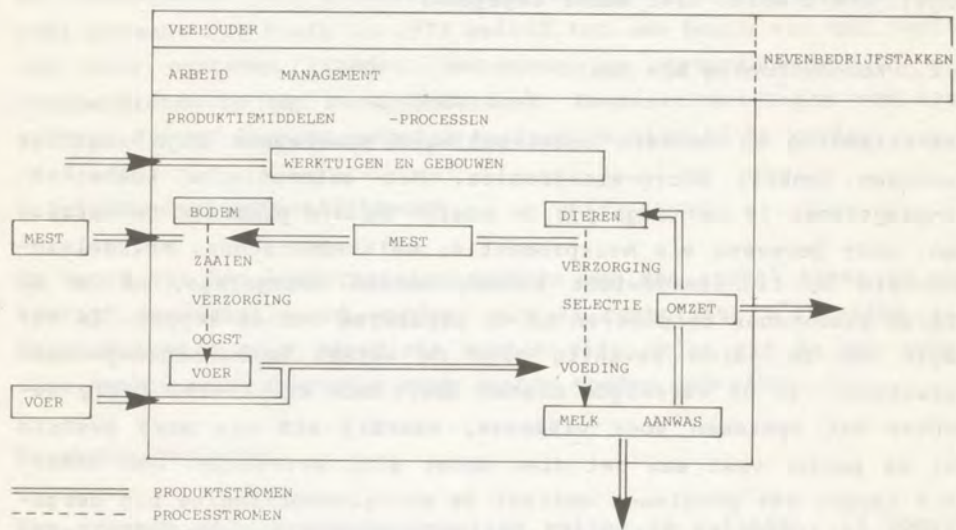 VEEHOUDER
NEVENBEDRIJFSTAKKEN
ARBEID MANAGEMENT
PRODUKTIEMIDDELEN -PROCESSEN
WERKTUIGEN EN GEBOUWEN
BODEM DIEREN
MEST MEST
ZAAIEN VERZORGING
VERZORGING SELECTIE OMZET
OOGST
VOER VOEDING
VOER
MELK AANWAS
PRODUKTSTROMEN
PROCESSTROMEN